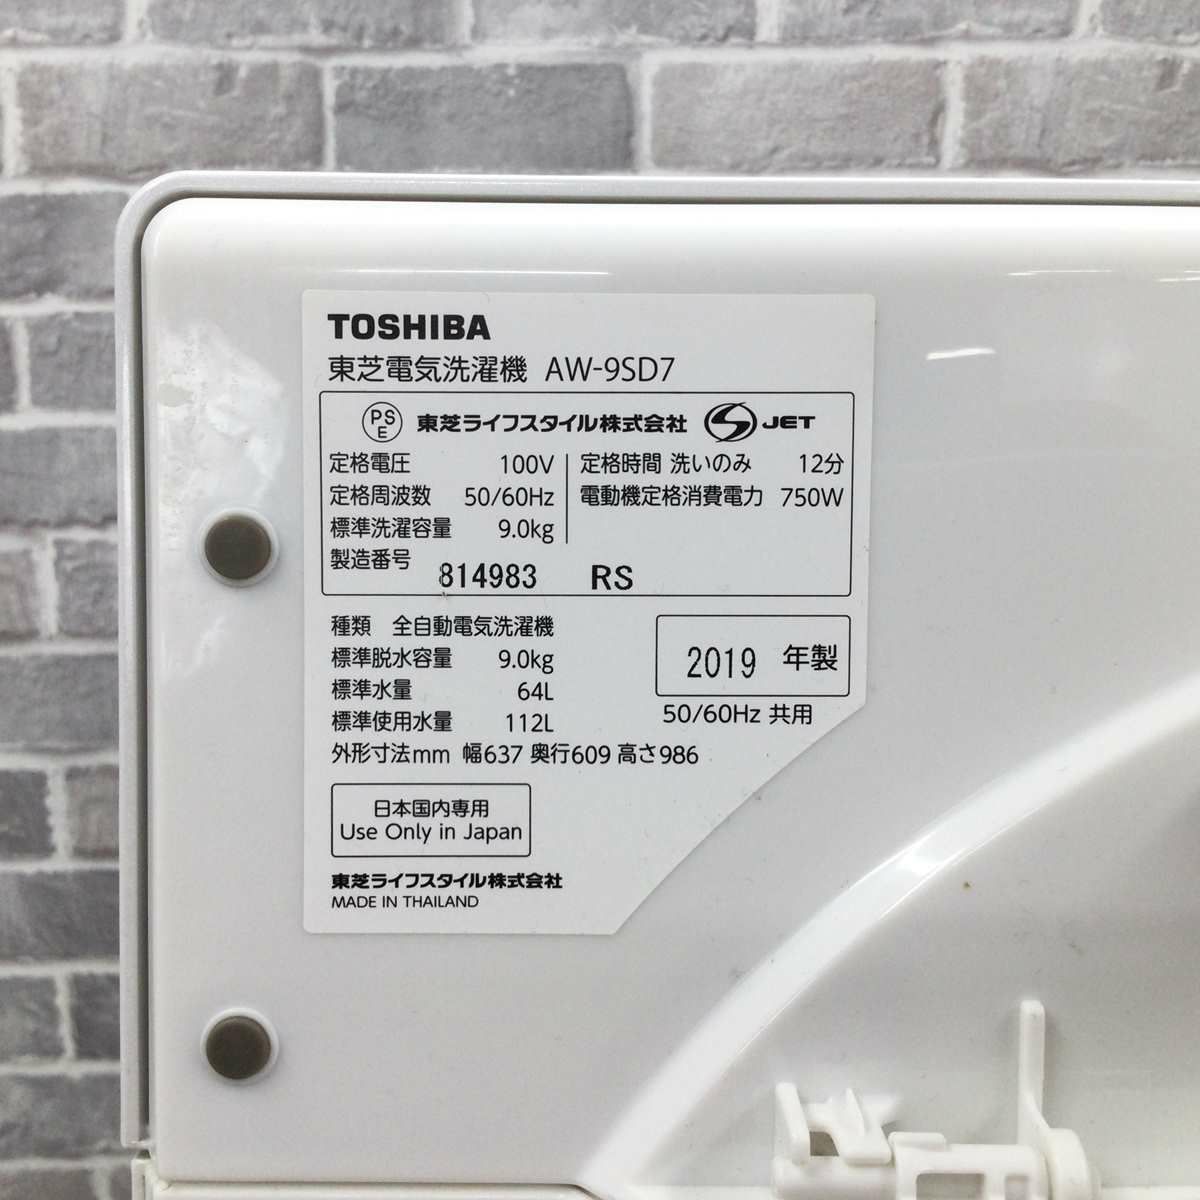 TOSHIBA
東芝電気洗濯機 AW-9SD7
PS E 東芝ライフスタイル株式会社 S JET
定格電圧 100V 定格時間 洗いのみ 12分
定格周波数 50/60Hz 電動機定格消費電力 750W
標準洗濯容量 9.0kg
製造番号 814983 RS
種類 全自動電気洗濯機
標準脱水容量 9.0kg
標準水量 64L
標準使用水量 112L
2019 年製
50/60Hz 共用
外形寸法mm 幅637 奥行609 高さ986
日本国内専用
Use Only in Japan
東芝ライフスタイル株式会社
MADE IN THAILAND